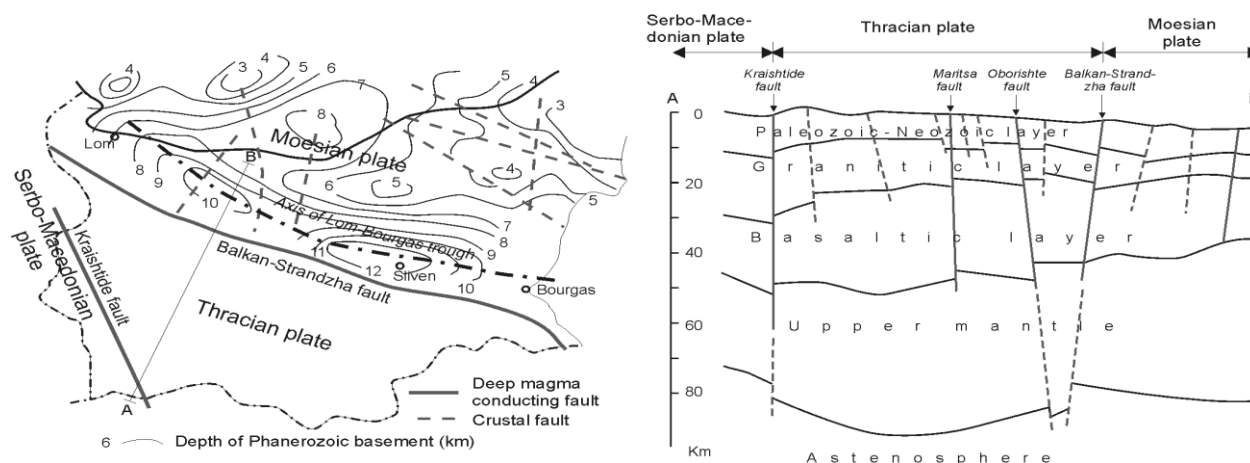 4
3
4
5
6
7
5
4
3
8
Lom
Moesian plate
B
8
9
6
5
4
5
10
Axis of Lom-Bourgas trough
7
8
9
11
12
10
Sliven
Bourgas
Serbo-Macedonian
plate
Kraishtide fault
Balkan-Strandzha fault
Thracian plate
A
Deep magma
conducting fault
Crustal fault
6 Depth of Phanerozoic basement (km)
Serbo-Mace-
donian plate
Thracian plate
Moesian
plate
Kraishtide
fault
Maritsa
fault
Oborishte
fault
Balkan-Strand-
zha fault
A
0
20
40
60
80
Km
Paleozoic-Neozoic layer
Granitic layer
Basaltic layer
Upper mantle
Astenosphere